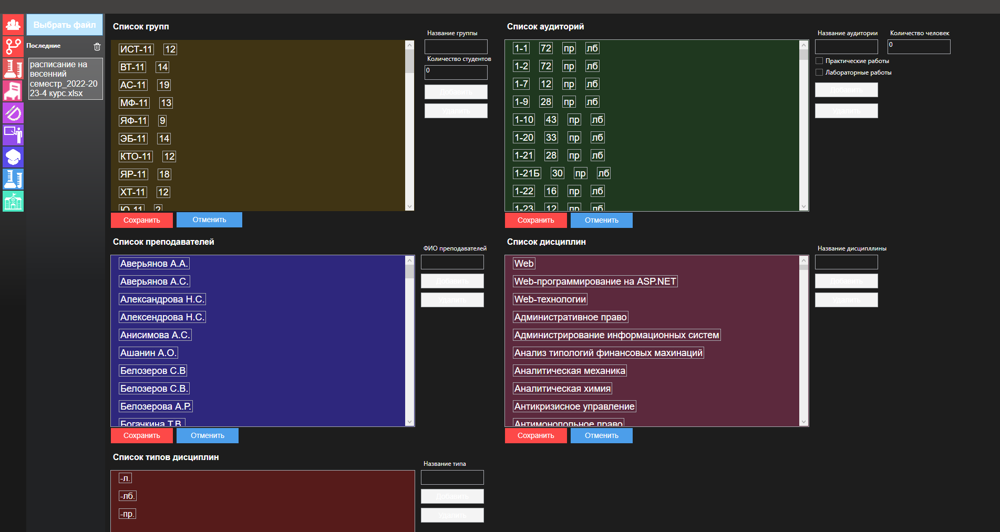 Выбрать файл
Последние
расписание на
весенний
семестр_2022-20
23-4 курс.xlsx
Список групп
ИСТ-11 12
ВТ-11 14
АС-11 19
МФ-11 13
ЯФ-11 9
ЭБ-11 14
КТО-11 12
ЯР-11 18
ХТ-11 12
Ю-11 2
Сохранить Отменить
Название группы
Количество студентов
0
Добавить
Удалить
Список аудиторий
1-1 72 пр лб
1-2 72 пр лб
1-7 12 пр лб
1-9 28 пр лб
1-10 43 пр лб
1-20 33 пр лб
1-21 28 пр лб
1-21Б 30 пр лб
1-22 16 пр лб
1-23 12 пр лб
Сохранить Отменить
Название аудитории Количество человек
0
Практические работы
Лабораторные работы
Добавить
Удалить
Список преподавателей
Аверьянов А.А.
Аверьянов А.С.
Александрова Н.С.
Алексендрова Н.С.
Анисимова А.С.
Ашанин А.О.
Белозеров С.В
Белозеров С.В.
Белозерова А.Р.
Богачкина Т.В.
Сохранить Отменить
ФИО преподавателей
Добавить
Удалить
Список дисциплин
Web
Web-программирование на ASP.NET
Web-технологии
Административное право
Администрирование информационных систем
Анализ типологий финансовых махинаций
Аналитическая механика
Аналитическая химия
Антикризисное управление
Антимонопольное право
Сохранить Отменить
Название дисципллины
Добавить
Удалить
Список типов дисциплин
-л.
-лб.
-пр.
Название типа
Добавить
Удалить